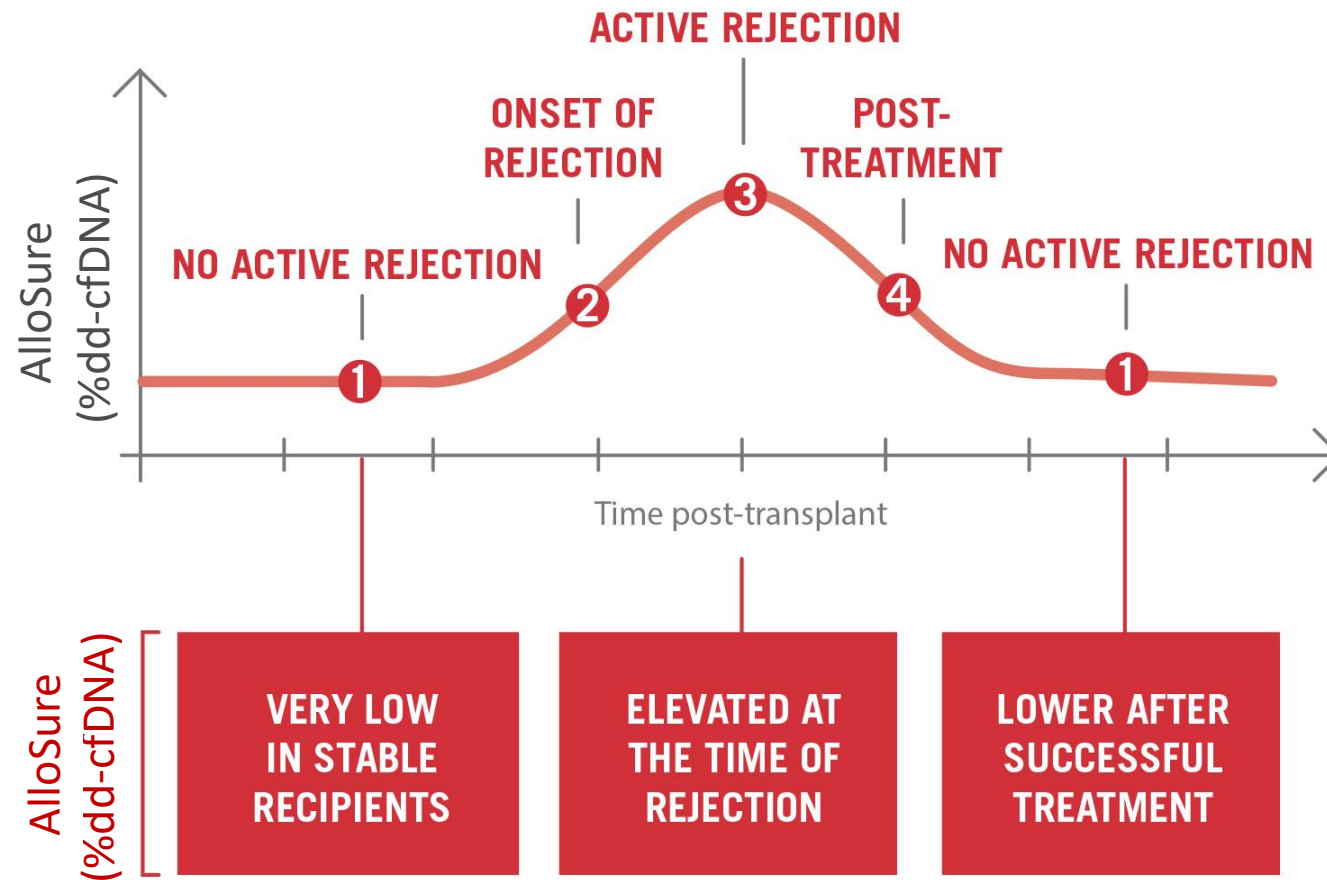 ACTIVE REJECTION
ONSET OF
REJECTION
POST-
TREATMENT
NO ACTIVE REJECTION
NO ACTIVE REJECTION
AlloSure
(%dd-cfDNA)
1
2
3
4
1
Time post-transplant
AlloSure
(%dd-cfDNA)
VERY LOW
IN STABLE
RECIPIENTS
ELEVATED AT
THE TIME OF
REJECTION
LOWER AFTER
SUCCESSFUL
TREATMENT